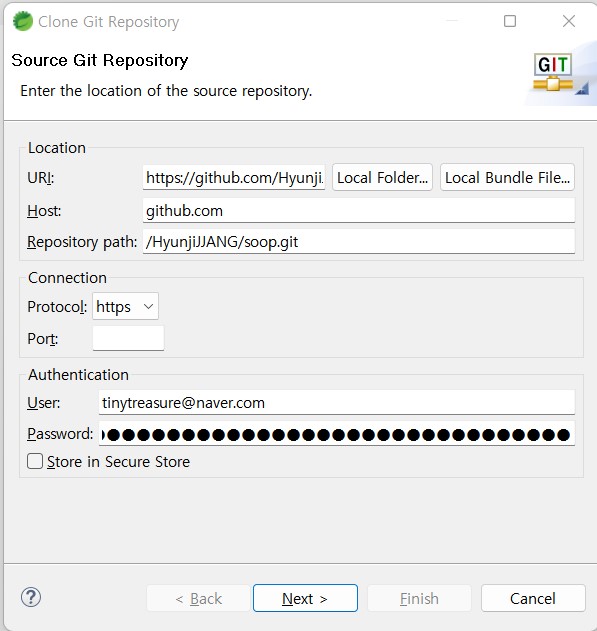 Clone Git Repository
Source Git Repository
Enter the location of the source repository.
GIT
Location
URI: https://github.com/Hyunji. Local Folder... Local Bundle File...
Host: github.com
Repository path: /HyunjiJJANG/soop.git
Connection
Protocol: https
Port:
Authentication
User: tinytreasure@naver.com
Password:
Store in Secure Store
? < Back Next > Finish Cancel